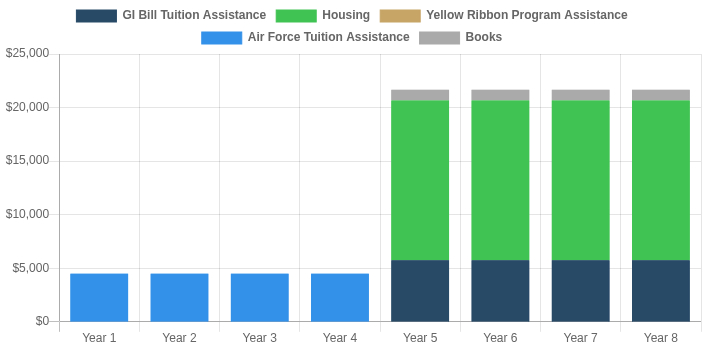 GI Bill Tuition Assistance Housing Yellow Ribbon Program Assistance
Air Force Tuition Assistance Books
$25,000
$20,000
$15,000
$10,000
$5,000
$0
Year 1 Year 2 Year 3 Year 4 Year 5 Year 6 Year 7 Year 8